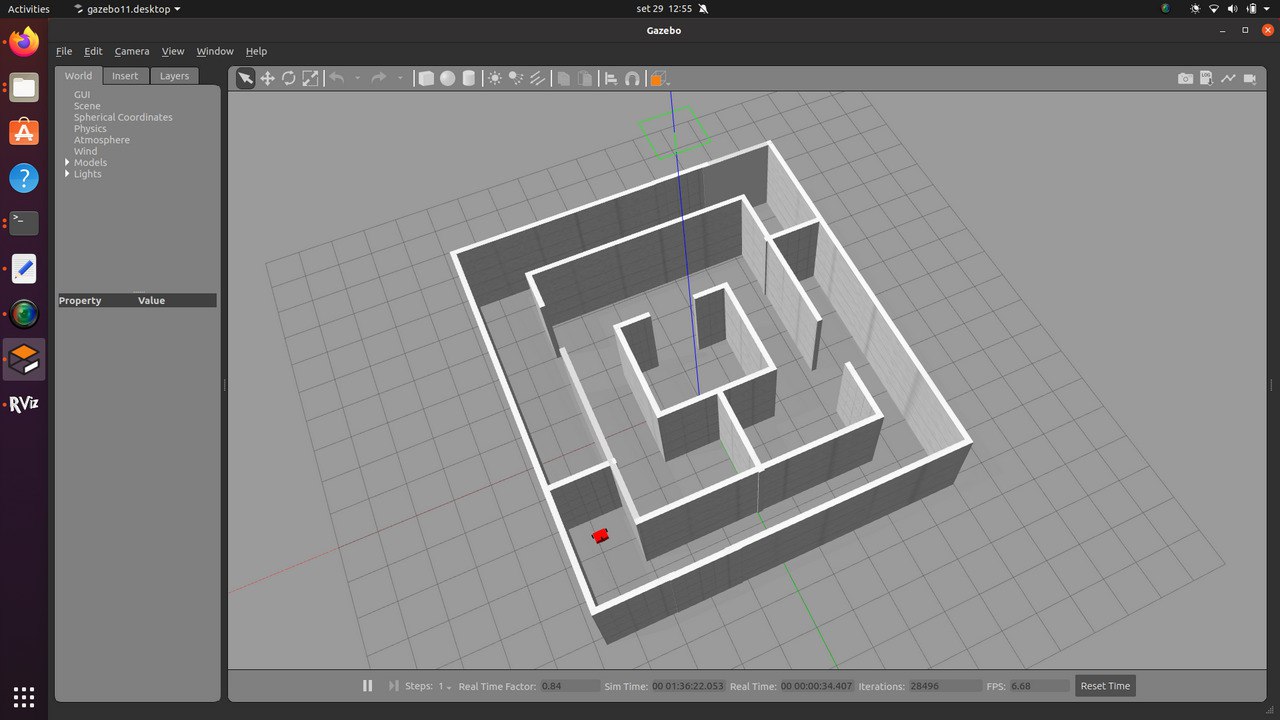 Activities gazebo11.desktop set 29 12:55
Gazebo
File Edit Camera View Window Help
World Insert Layers
GUI
Scene
Spherical Coordinates
Physics
Atmosphere
Wind
Models
Lights
Property Value
RViz
Steps: 1 Real Time Factor: 0.84 Sim Time: 00 01:36:22.053 Real Time: 00 00:00:34.407 Iterations: 28496 FPS: 6.68 Reset Time